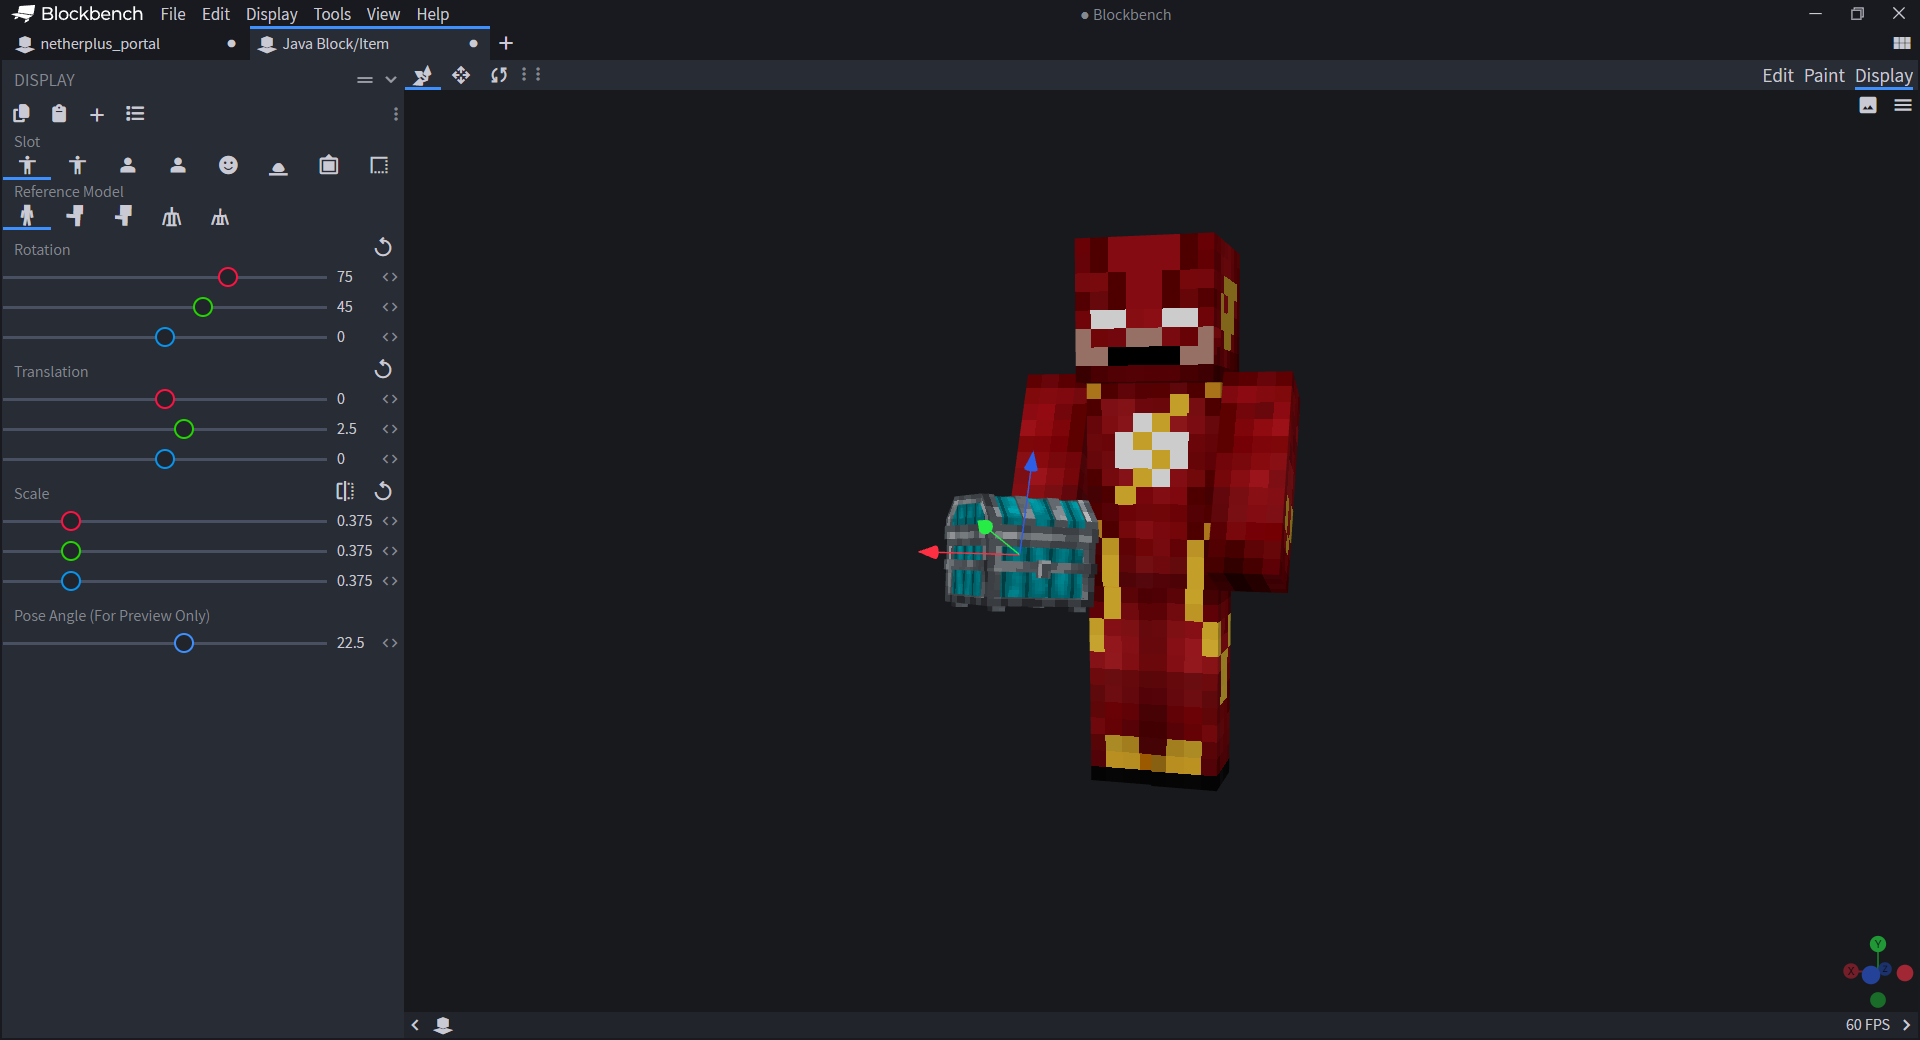 Blockbench File Edit Display Tools View Help
Blockbench
netherplus_portal
Java Block/Item
DISPLAY
Edit Paint Display
Slot
Reference Model
Rotation
75
45
0
Translation
0
2.5
0
Scale
0.375
0.375
0.375
Pose Angle (For Preview Only)
22.5
Y
X
Z
60 FPS